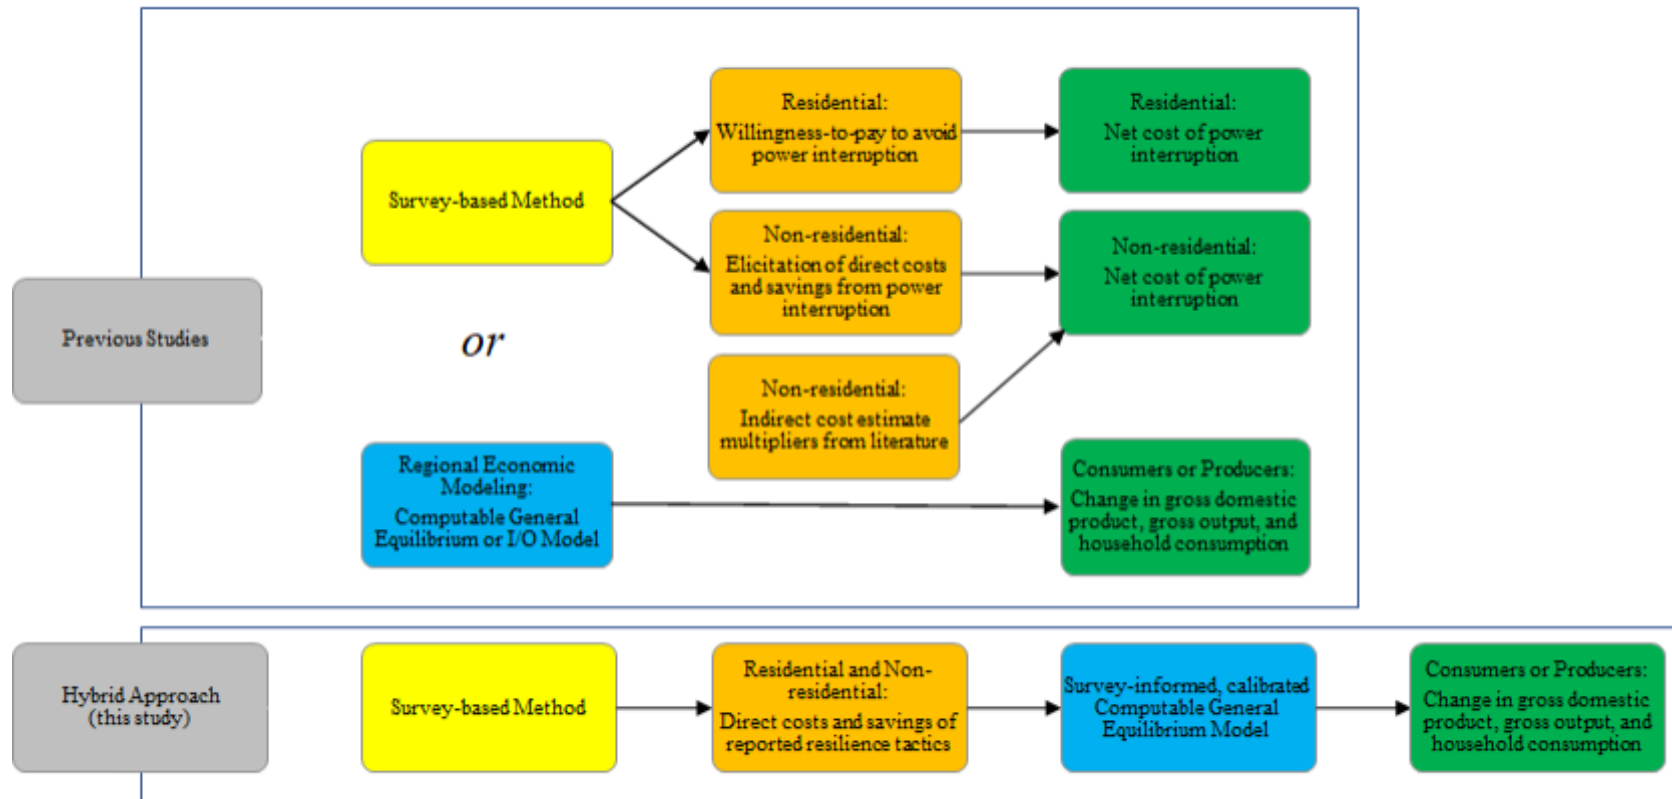 Residential:
Willingness-to-pay to avoid
power interruption
Residential:
Net cost of power
interruption
Survey-based Method
Non-residential:
Elicitation of direct costs
and savings from power
interruption
Non-residential:
Net cost of power
interruption
Previous Studies
or
Non-residential:
Indirect cost estimate
multipliers from literature
Regional Economic
Modeling:
Computable General
Equilibrium or I/O Model
Consumers or Producers:
Change in gross domestic
product, gross output, and
household consumption
Hybrid Approach
(this study)
Survey-based Method
Residential and Non-
residential:
Direct costs and savings of
reported resilience tactics
Survey-informed, calibrated
Computable General
Equilibrium Model
Consumers or Producers:
Change in gross domestic
product, gross output, and
household consumption